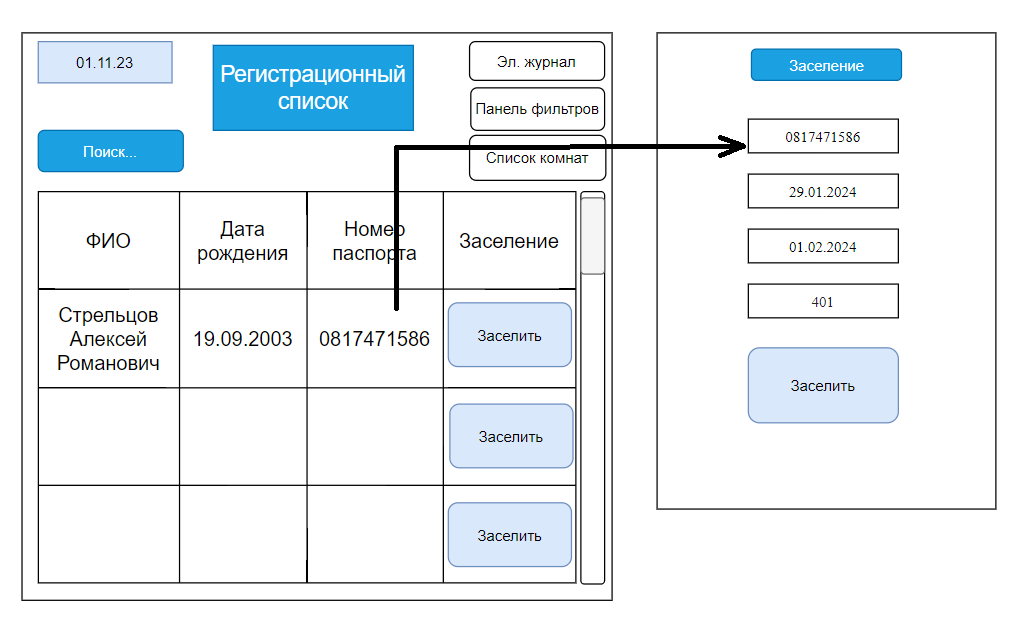 01.11.23
Регистрационный
список
Эл. журнал
Панель фильтров
Список комнат
Поиск...
ФИО
Дата
рождения
Номер
паспорта
Заселение
Стрельцов
Алексей
Романович
19.09.2003
0817471586
Заселить
Заселить
Заселить
Заселение
0817471586
29.01.2024
01.02.2024
401
Заселить